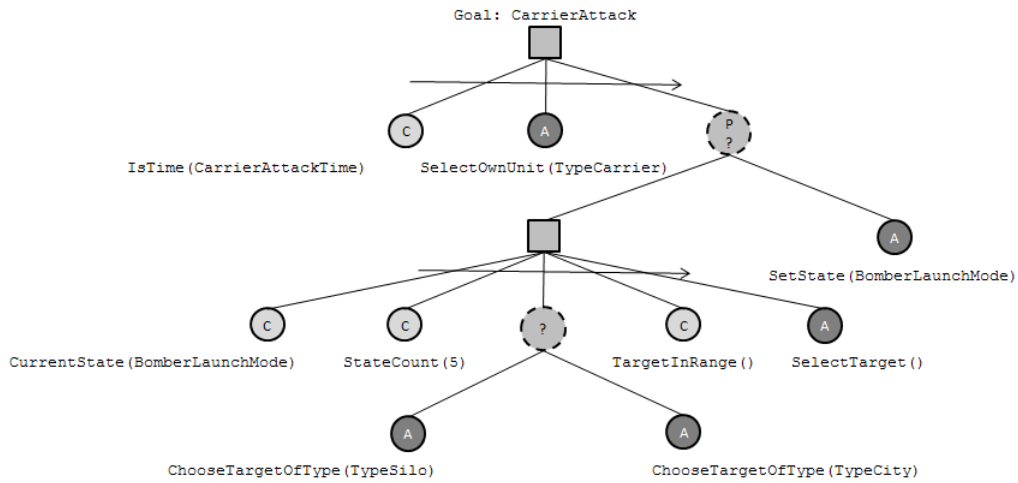 Goal: CarrierAttack
C
A
P
?
IsTime(CarrierAttackTime)
SelectOwnUnit(TypeCarrier)
A
SetState(BomberLaunchMode)
C
C
?
C
A
CurrentState(BomberLaunchMode)
StateCount(5)
TargetInRange()
SelectTarget()
A
A
ChooseTargetOfType(TypeSilo)
ChooseTargetOfType(TypeCity)